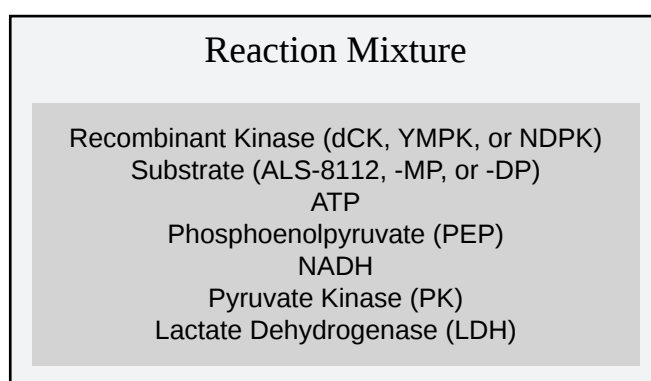 Reaction Mixture
Recombinant Kinase (dCK, YMPK, or NDPK)
Substrate (ALS-8112, -MP, or -DP)
ATP
Phosphoenolpyruvate (PEP)
NADH
Pyruvate Kinase (PK)
Lactate Dehydrogenase (LDH)